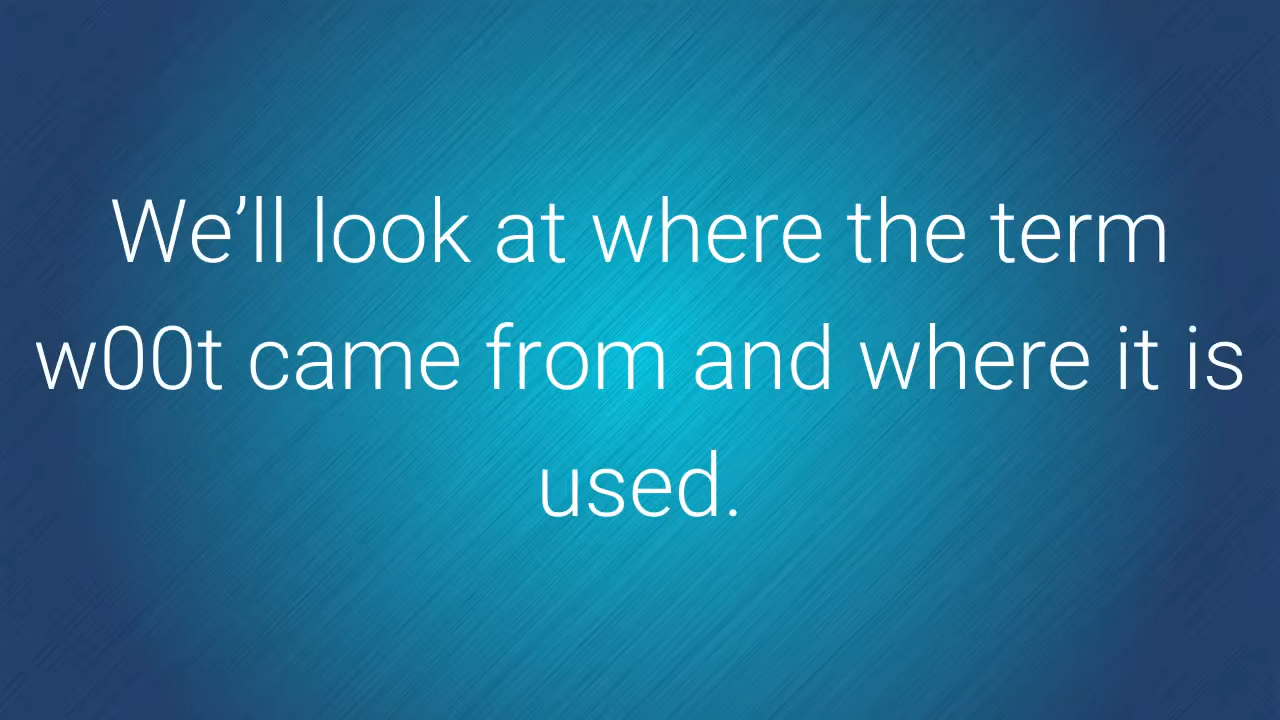 We’ll look at where the term
w00t came from and where it is
used.